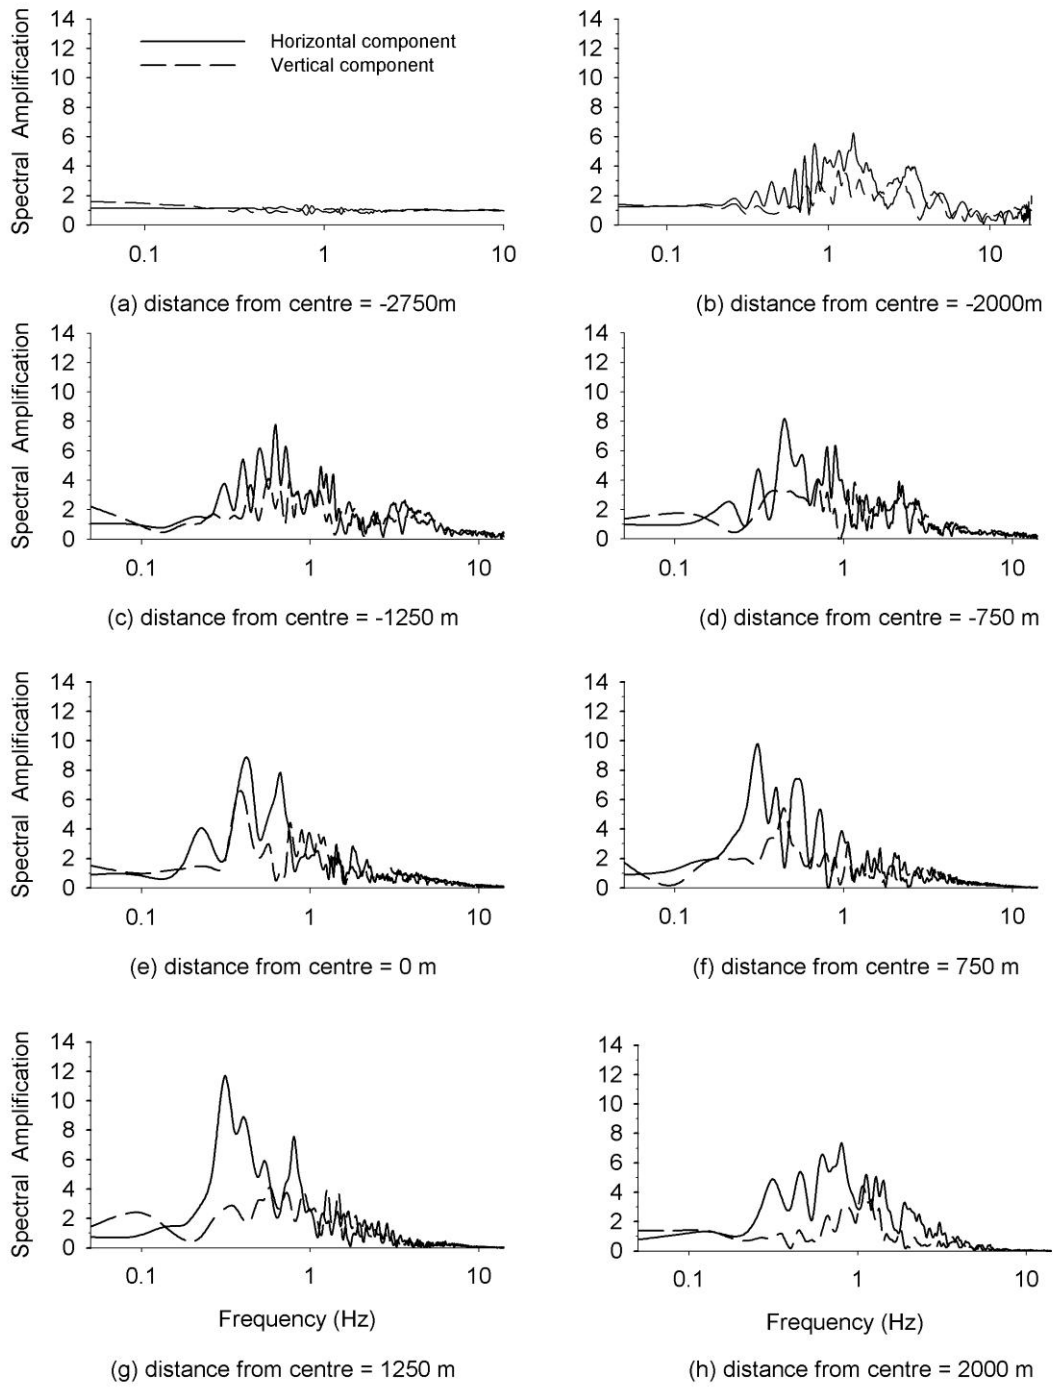 14
12
10
8
6
4
2
0
Spectral Amplification
Horizontal component
Vertical component
0.1 1 10
(a) distance from centre = -2750m
14
12
10
8
6
4
2
0
0.1 1 10
(b) distance from centre = -2000m
14
12
10
8
6
4
2
0
Spectral Amplification
0.1 1 10
(c) distance from centre = -1250 m
14
12
10
8
6
4
2
0
0.1 1 10
(d) distance from centre = -750 m
14
12
10
8
6
4
2
0
Spectral Amplification
0.1 1 10
(e) distance from centre = 0 m
14
12
10
8
6
4
2
0
0.1 1 10
(f) distance from centre = 750 m
14
12
10
8
6
4
2
0
Spectral Amplification
0.1 1 10
Frequency (Hz)
(g) distance from centre = 1250 m
14
12
10
8
6
4
2
0
0.1 1 10
Frequency (Hz)
(h) distance from centre = 2000 m